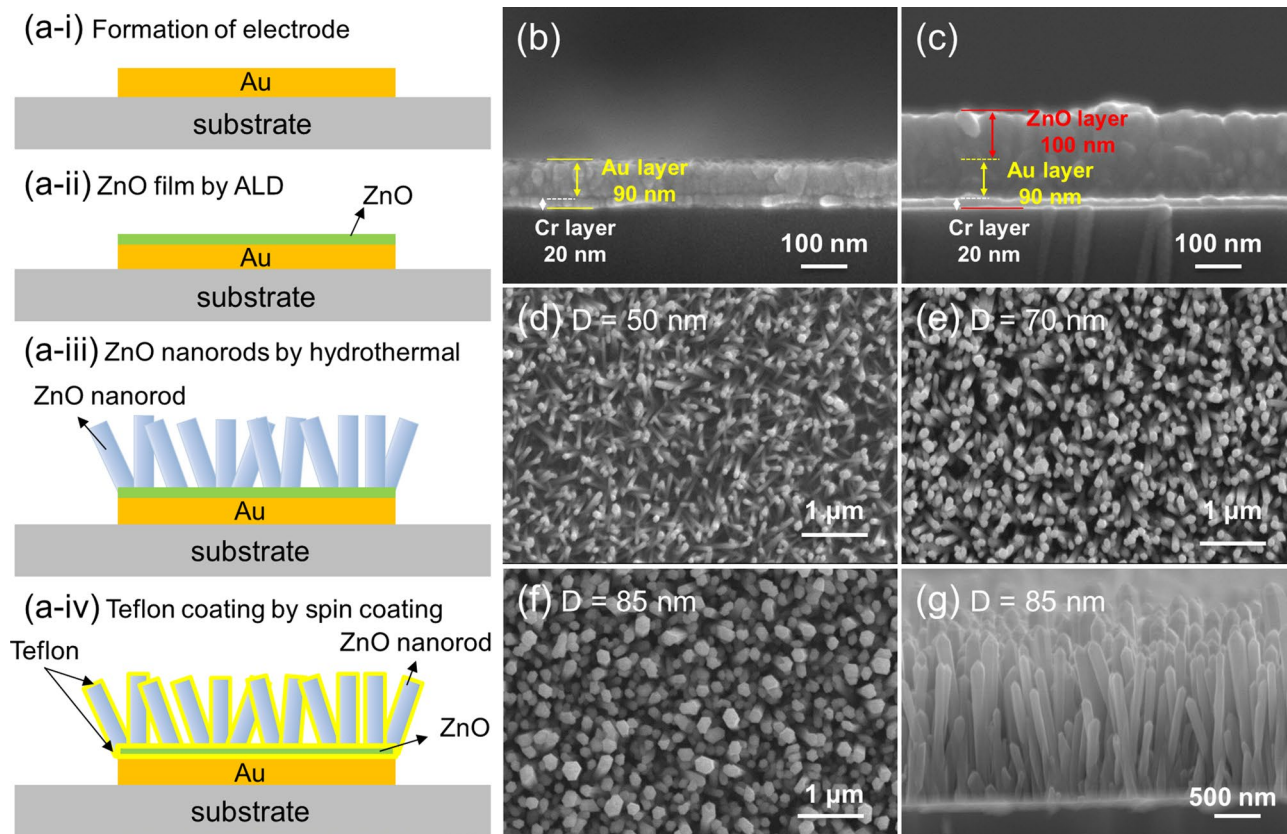 (a-i) Formation of electrode
Au
substrate
(a-ii) ZnO film by ALD
ZnO
Au
substrate
(a-iii) ZnO nanorods by hydrothermal
ZnO nanorod
Au
substrate
(a-iv) Teflon coating by spin coating
Teflon
ZnO nanorod
ZnO
Au
substrate
(b)
Au layer
90 nm
Cr layer
20 nm
100 nm
(c)
ZnO layer
100 nm
Au layer
90 nm
Cr layer
20 nm
100 nm
(d) D = 50 nm
1 µm
(e) D = 70 nm
1 µm
(f) D = 85 nm
1 µm
(g) D = 85 nm
500 nm